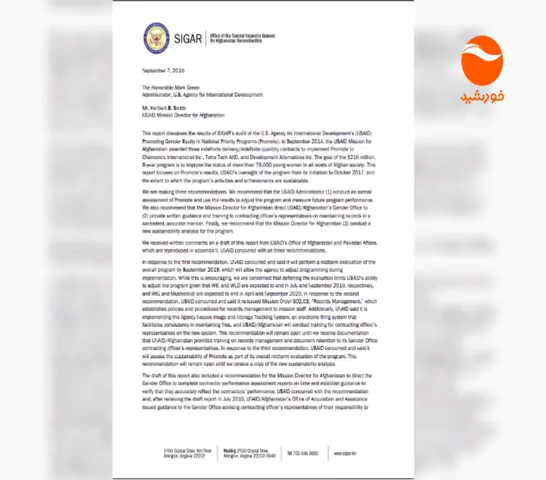 SIGAR
Office of the Special Inspector General
for Afghanistan Reconstruction
خورشید
September 7, 2018
The Honorable Mark Green
Administrator, U.S. Agency for International Development
Mr. Herbert B. Smith
USAID Mission Director for Afghanistan
This report discusses the results of SIGAR's audit of the U.S. Agency for International Development's (USAID)
Promoting Gender Equity in National Priority Programs (Promote). In September 2014, the USAID Mission for
Afghanistan awarded three indefinite delivery/indefinite quantity contracts to implement Promote to
Chemonics International Inc., Tetra Tech ARD, and Development Alternatives Inc. The goal of the $216 million,
5-year program is to improve the status of more than 75,000 young women in all levels of Afghan society. This
report focuses on Promote's results, USAID's oversight of the program from its initiation to October 2017, and
the extent to which the program's activities and achievements are sustainable.
We are making three recommendations. We recommend that the USAID Administrator (1) conduct an overall
assessment of Promote and use the results to adjust the program and measure future program performance.
We also recommend that the Mission Director for Afghanistan direct USAID/Afghanistan's Gender Office to
(2) provide written guidance and training to contracting officer's representatives on maintaining records in a
consistent, accurate manner. Finally, we recommend that the Mission Director for Afghanistan (3) conduct a
new sustainability analysis for the program.
We received written comments on a draft of this report from USAID's Office of Afghanistan and Pakistan Affairs,
which are reproduced in appendix II. USAID concurred with all three recommendations.
In response to the first recommendation, USAID concurred and said it will perform a midterm evaluation of the
overall program by September 2019, which will allow the agency to adjust programming during
implementation. While this is encouraging, we are concerned that deferring the evaluation limits USAID's ability
to adjust the program given that WIE and WLD are expected to end in July and September 2019, respectively,
and WIG and Musharikat are expected to end in April and September 2020. In response to the second
recommendation, USAID concurred and said it re-issued Mission Order 502.03, "Records Management," which
establishes policies and procedures for records management to mission staff. Additionally, USAID said it is
implementing the Agency Secure Image and Storage Tracking System, an electronic filing system that
facilitates consistency in maintaining files, and USAID/Afghanistan will conduct training for contracting officer's
representatives on the new system. This recommendation will remain open until we receive documentation
that USAID/Afghanistan provided training on records management and document retention to its Gender Office
contracting officer's representatives. In response to the third recommendation, USAID concurred and said it
will assess the sustainability of Promote as part of its overall midterm evaluation of the program. This
recommendation will remain open until we receive a copy of the new sustainability analysis.
The draft of this report also included a recommendation for the Mission Director for Afghanistan to direct the
Gender Office to complete contractor performance assessment reports on time and establish guidance to
verify that they accurately reflect the contractors' performance. USAID concurred with the recommendation
and, after receiving the draft report in July 2018, USAID/Afghanistan's Office of Acquisition and Assistance
issued guidance to the Gender Office advising contracting officer's representatives of their responsibility to
Mailing
www.sigar.mil